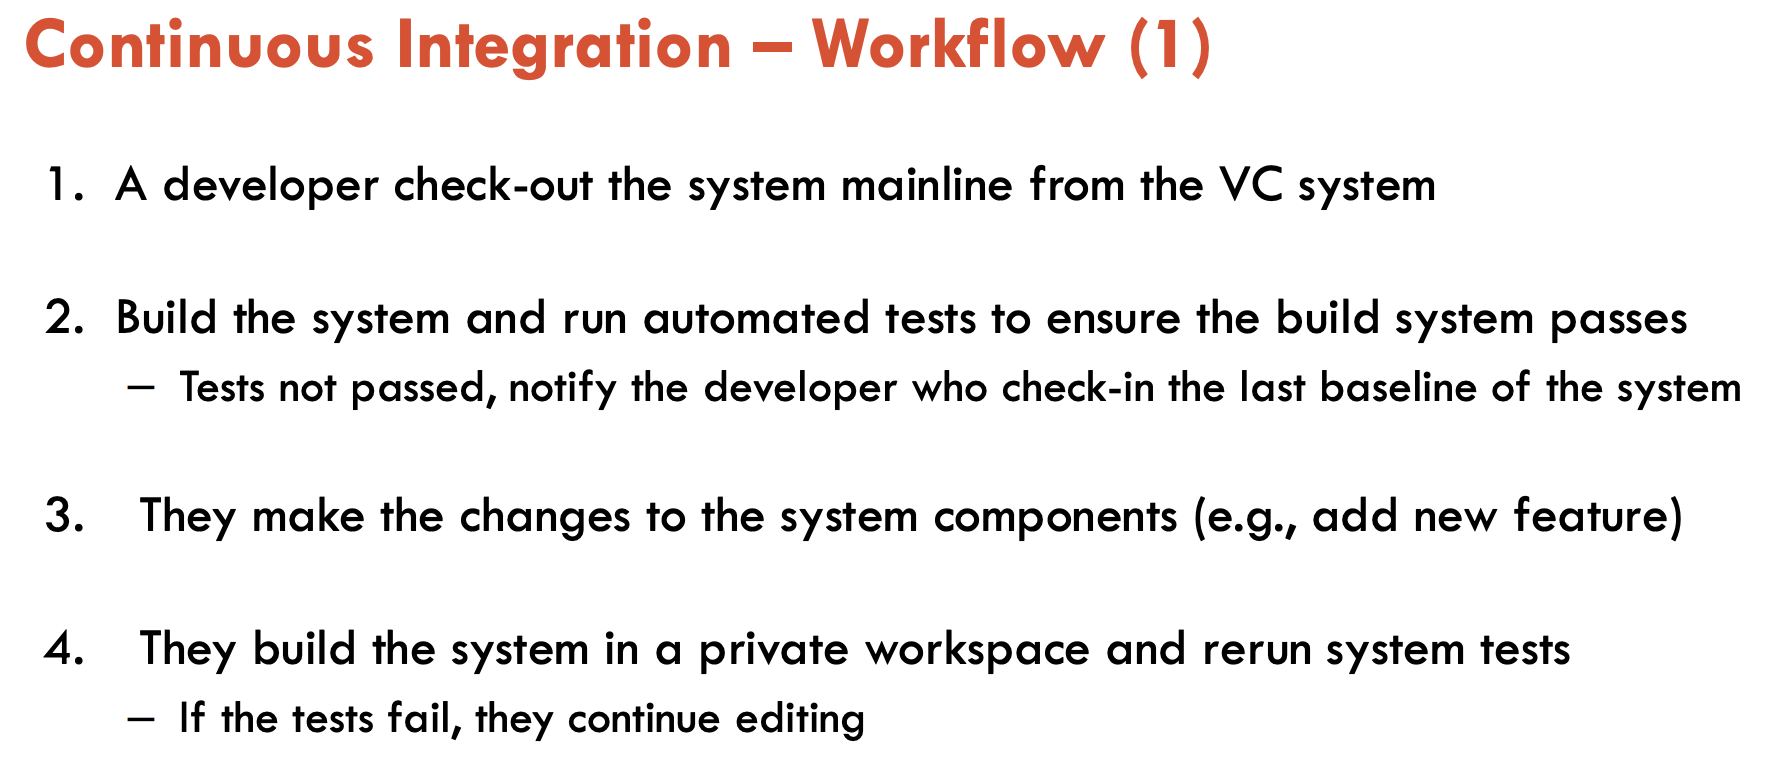 Continuous Integration – Workflow (1)
1. A developer check-out the system mainline from the VC system
2. Build the system and run automated tests to ensure the build system passes
– Tests not passed, notify the developer who check-in the last baseline of the system
3. They make the changes to the system components (e.g., add new feature)
4. They build the system in a private workspace and rerun system tests
– If the tests fail, they continue editing